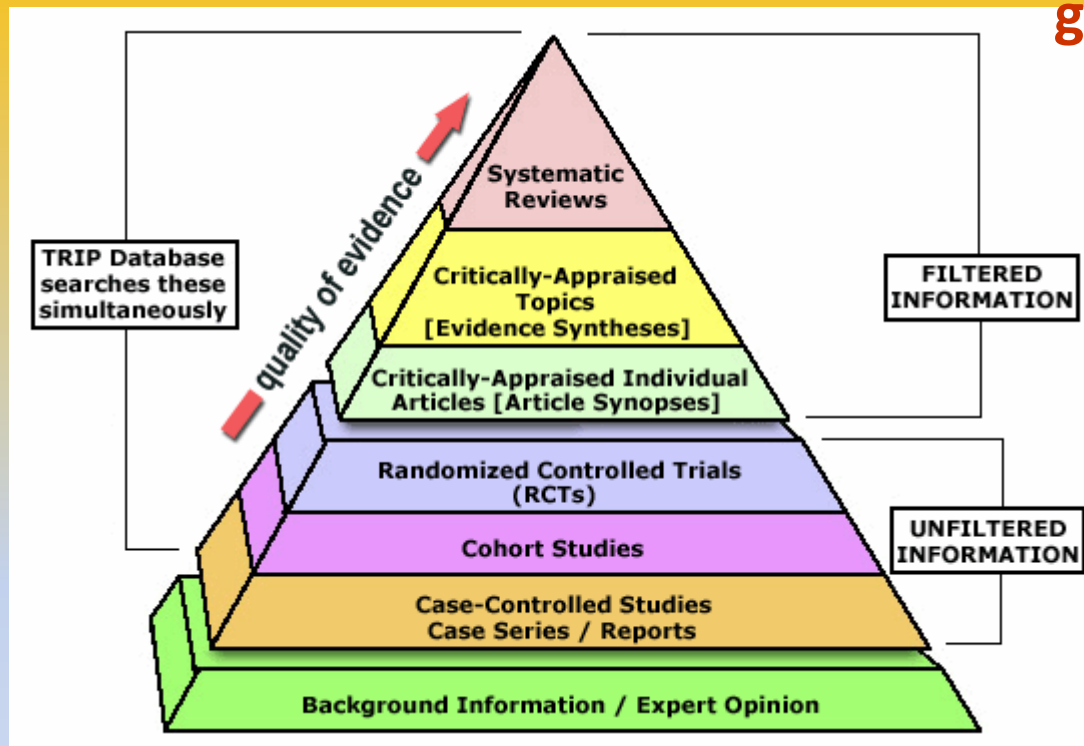 g
Systematic
Reviews
quality of evidence
TRIP Database
searches these
simultaneously
FILTERED
INFORMATION
Critically-Appraised
Topics
[Evidence Syntheses]
Critically-Appraised Individual
Articles [Article Synopses]
Randomized Controlled Trials
(RCTs)
UNFILTERED
INFORMATION
Cohort Studies
Case-Controlled Studies
Case Series / Reports
Background Information / Expert Opinion